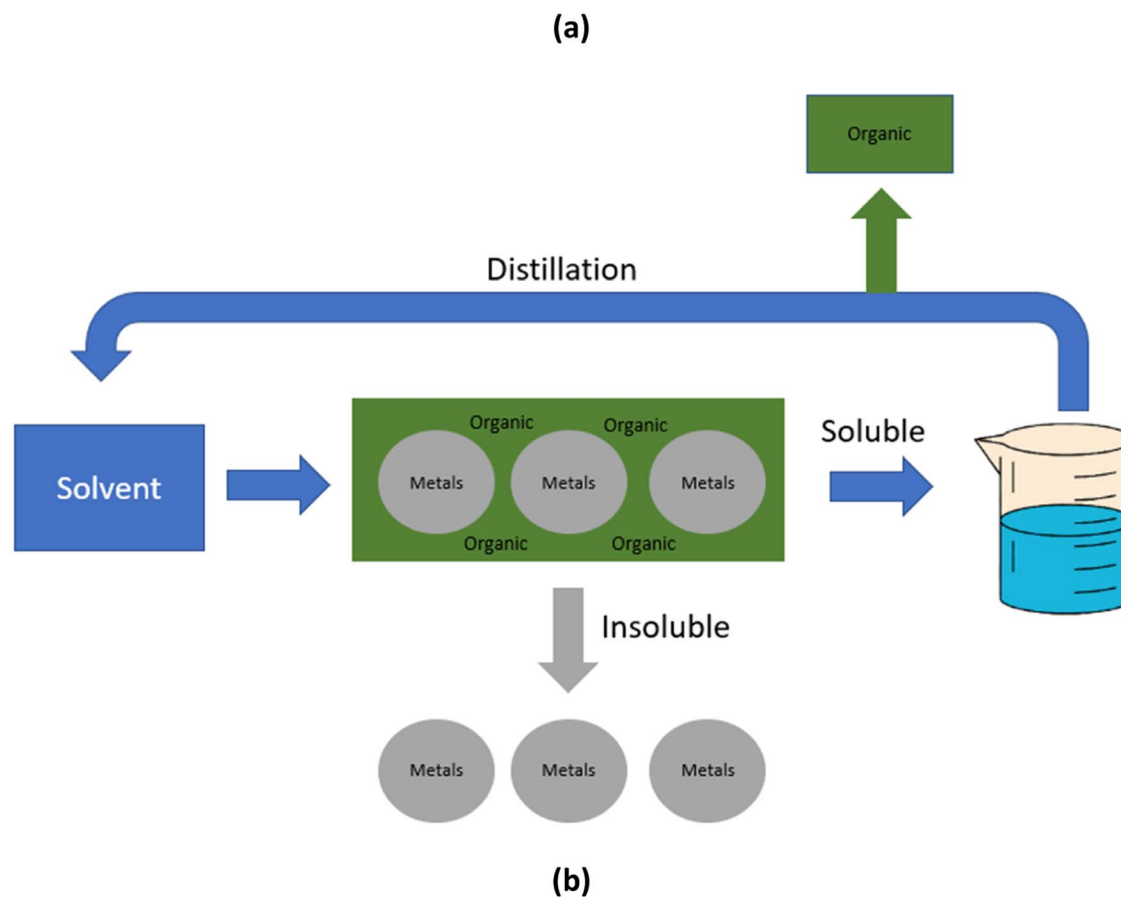 (a)
Organic
Distillation
Solvent
Organic Organic
Metals Metals Metals
Organic Organic
Soluble
Insoluble
Metals Metals Metals
(b)